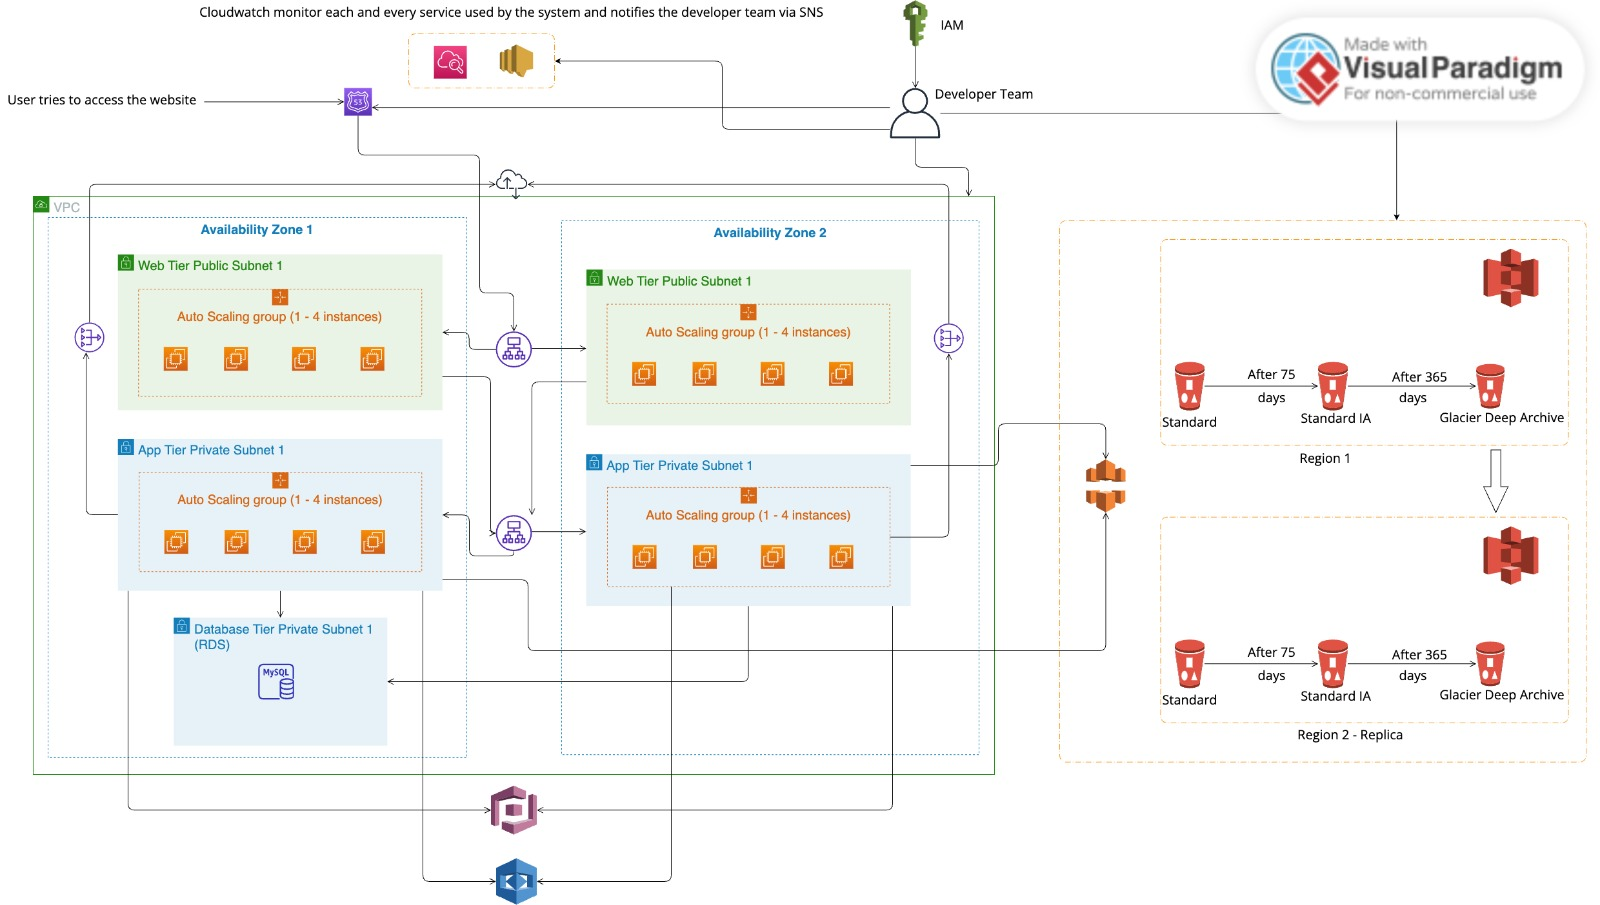 Cloudwatch monitor each and every service used by the system and notifies the developer team via SNS
IAM
Made with
Visual Paradigm
For non-commercial use
User tries to access the website
53
Developer Team
VPC
Availability Zone 1
Availability Zone 2
Web Tier Public Subnet 1
Auto Scaling group (1 - 4 instances)
Web Tier Public Subnet 1
Auto Scaling group (1 - 4 instances)
App Tier Private Subnet 1
Auto Scaling group (1 - 4 instances)
App Tier Private Subnet 1
Auto Scaling group (1 - 4 instances)
Database Tier Private Subnet 1
(RDS)
MySQL
After 75
days
After 365
days
Standard
Standard IA
Glacier Deep Archive
Region 1
After 75
days
After 365
days
Standard
Standard IA
Glacier Deep Archive
Region 2 - Replica